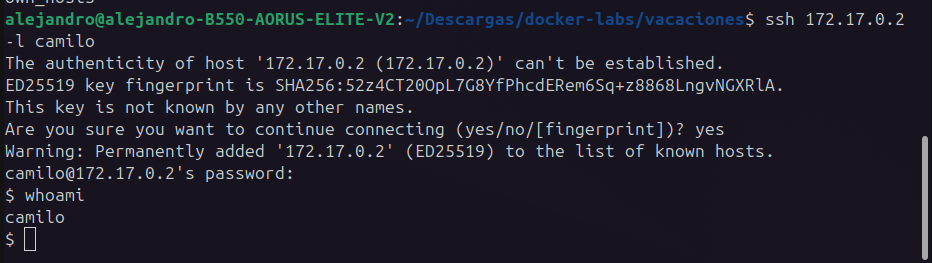 own_hosts
alejandro@alejandro-B550-AORUS-ELITE-V2:~/Descargas/docker-labs/vacaciones$ ssh 172.17.0.2
-l camilo
The authenticity of host '172.17.0.2 (172.17.0.2)' can't be established.
ED25519 key fingerprint is SHA256:52z4CT20OpL7G8YfPhcdERem6Sq+z8868LngvNGXRlA.
This key is not known by any other names.
Are you sure you want to continue connecting (yes/no/[fingerprint])? yes
Warning: Permanently added '172.17.0.2' (ED25519) to the list of known hosts.
camilo@172.17.0.2's password:
$ whoami
camilo
$